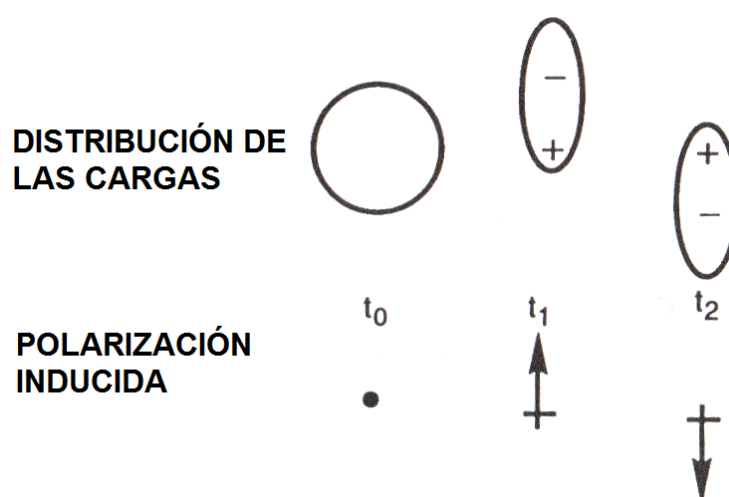 DISTRIBUCIÓN DE
LAS CARGAS
−
+
+
−
t₀
t₁
t₂
POLARIZACIÓN
INDUCIDA